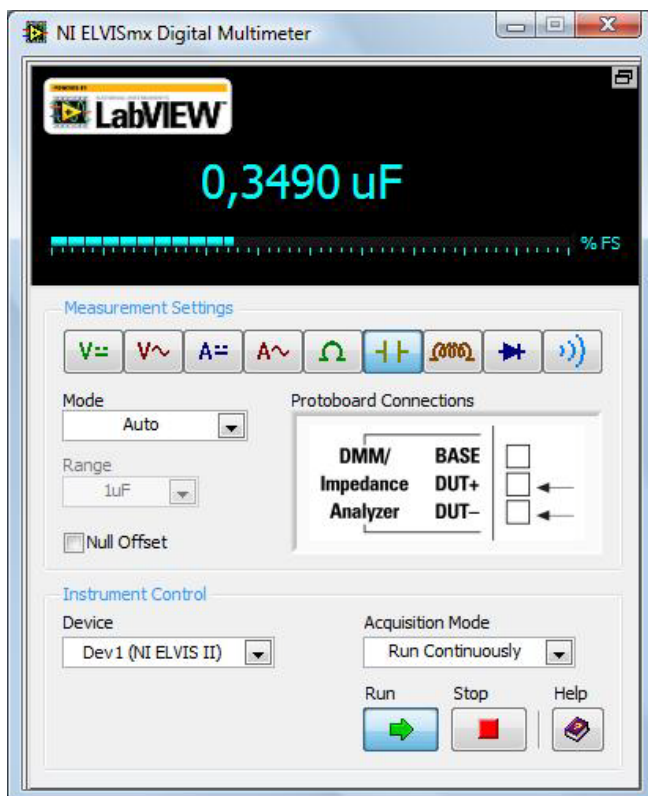 NI ELVISmx Digital Multimeter
LabVIEW
0,3490 uF
% FS
Measurement Settings
V
V
A
A
Ω
Mode
Auto
Protoboard Connections
Range
1uF
DMM/ BASE
Impedance DUT+
Analyzer DUT–
Null Offset
Instrument Control
Device
Dev1 (NI ELVIS II)
Acquisition Mode
Run Continuously
Run Stop Help